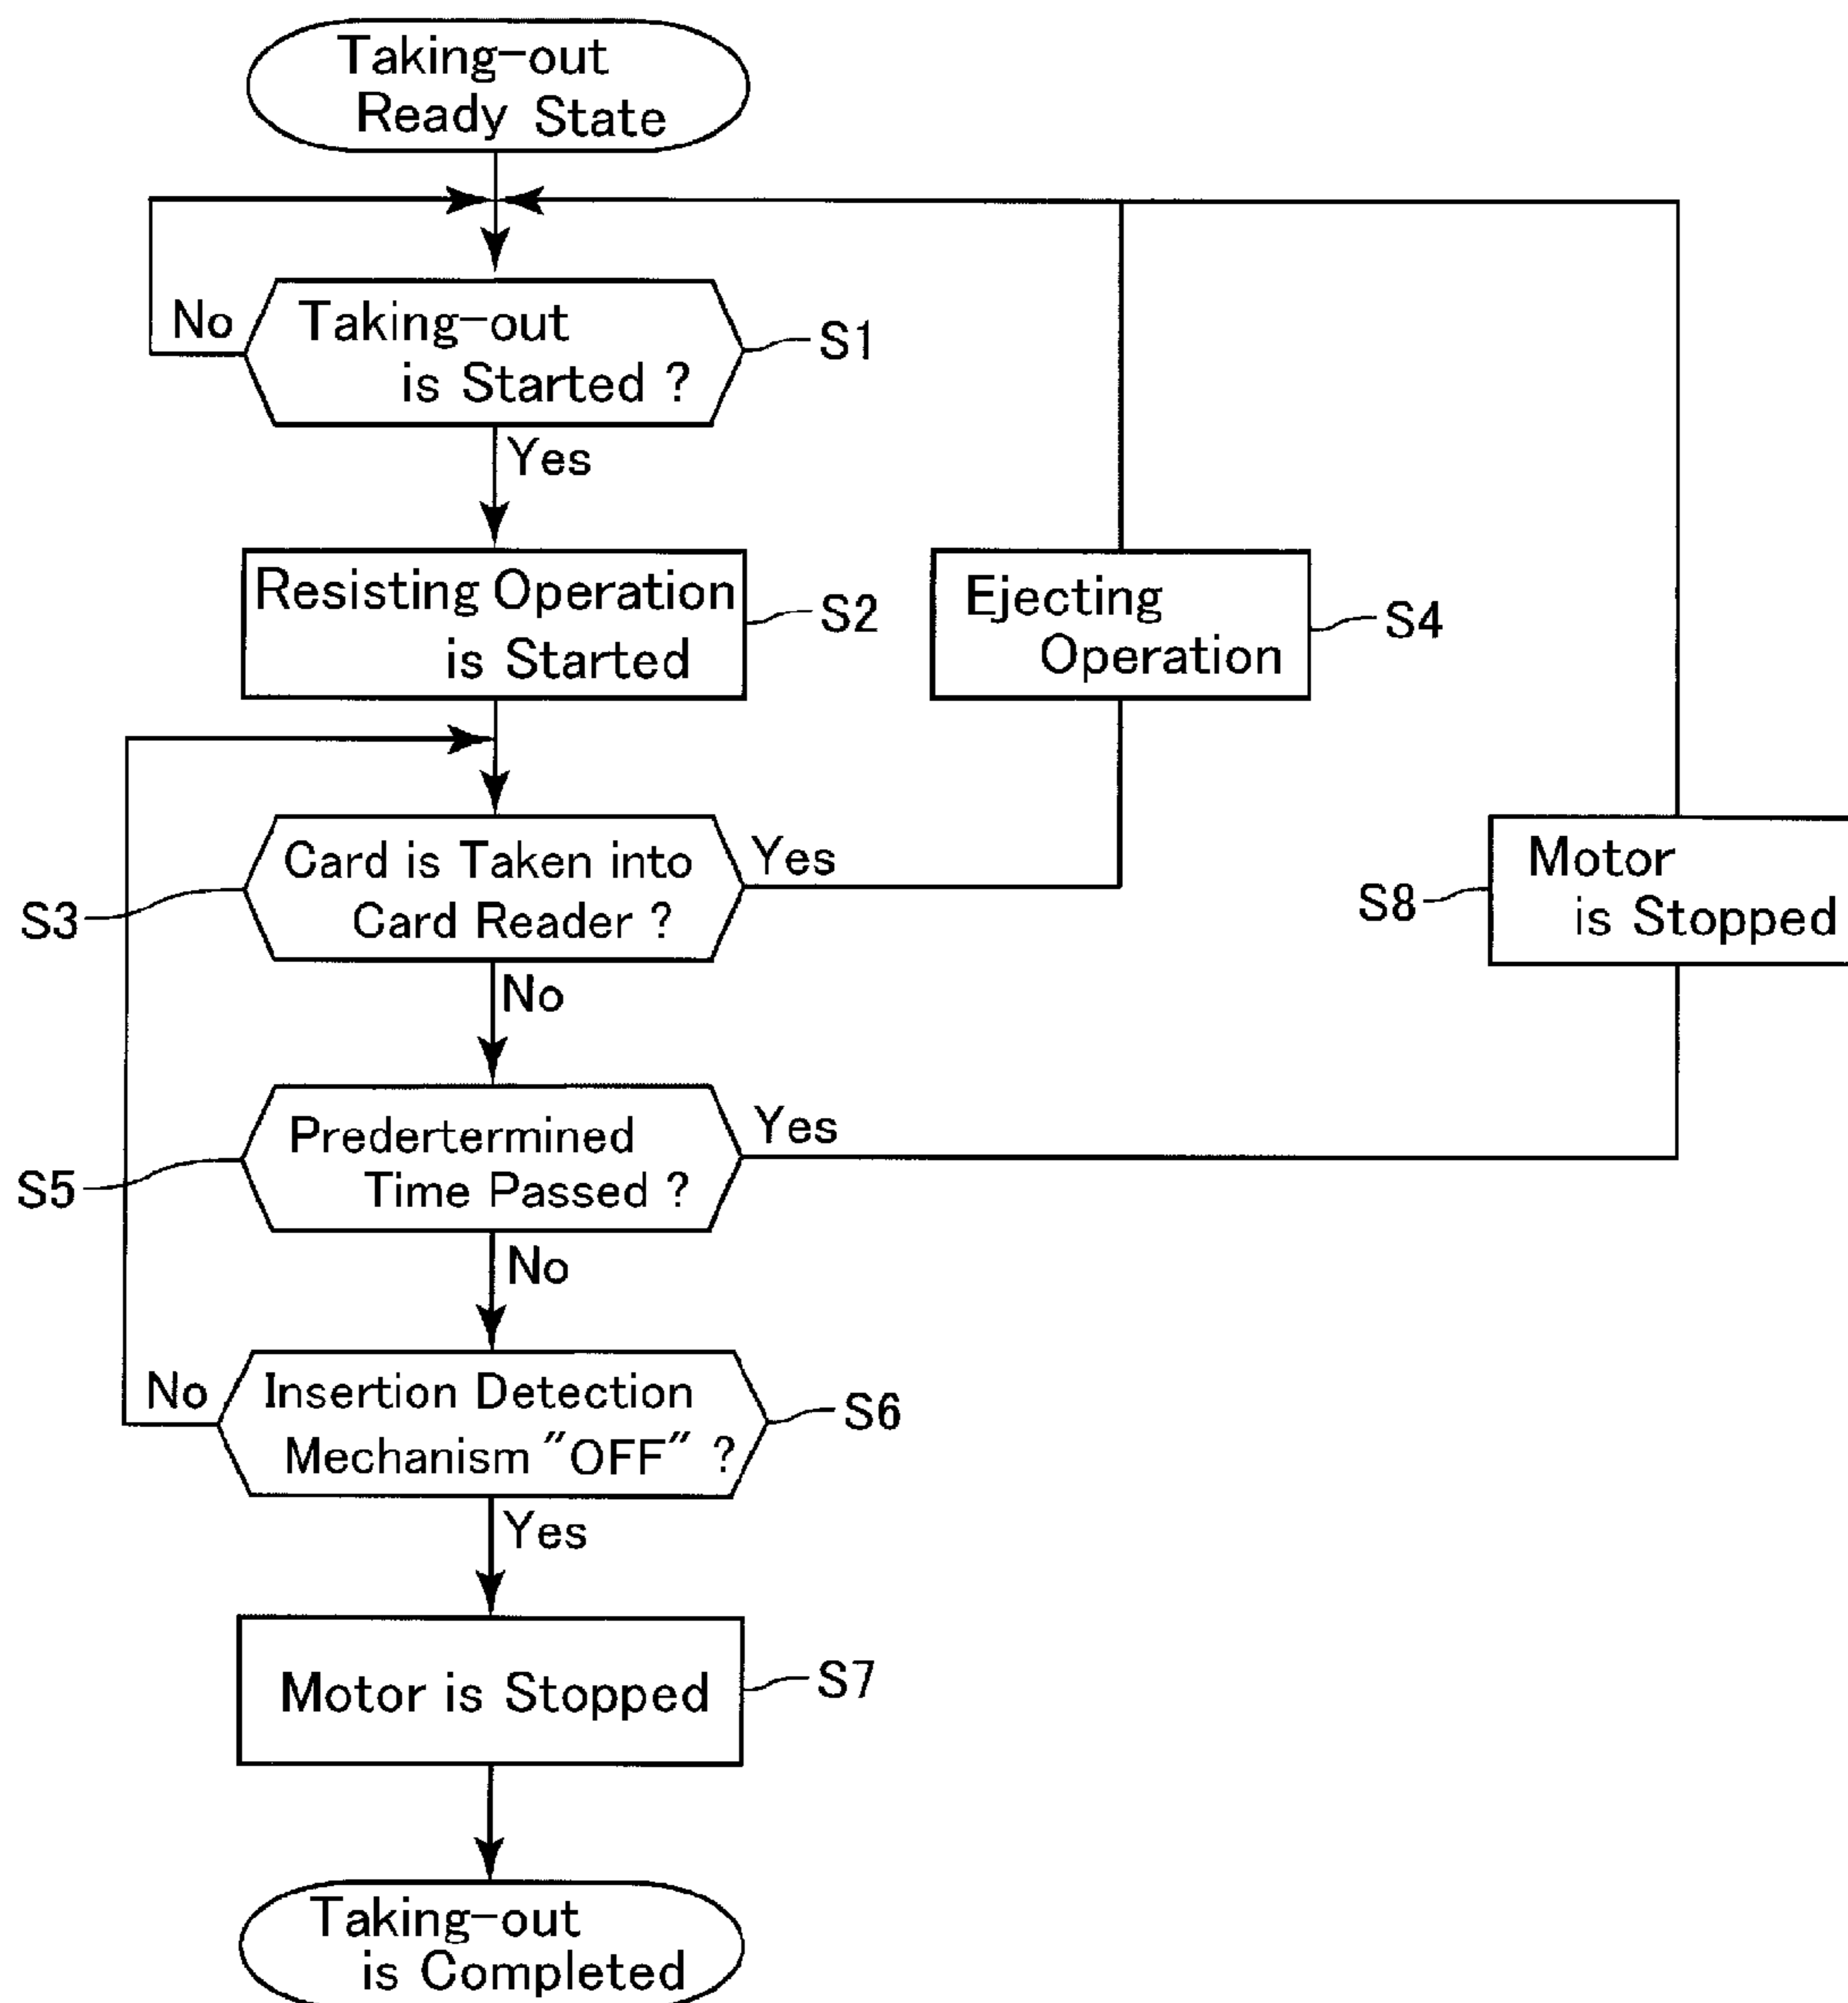 Taking-out
Ready State
No
Taking-out
is Started ?
S1
Yes
Resisting Operation
is Started
S2
Ejecting
Operation
S4
Card is Taken into
Card Reader ?
Yes
S3
Motor
is Stopped
S8
No
Predertermined
Time Passed ?
Yes
S5
No
No
Insertion Detection
Mechanism "OFF" ?
S6
Yes
Motor is Stopped
S7
Taking-out
is Completed